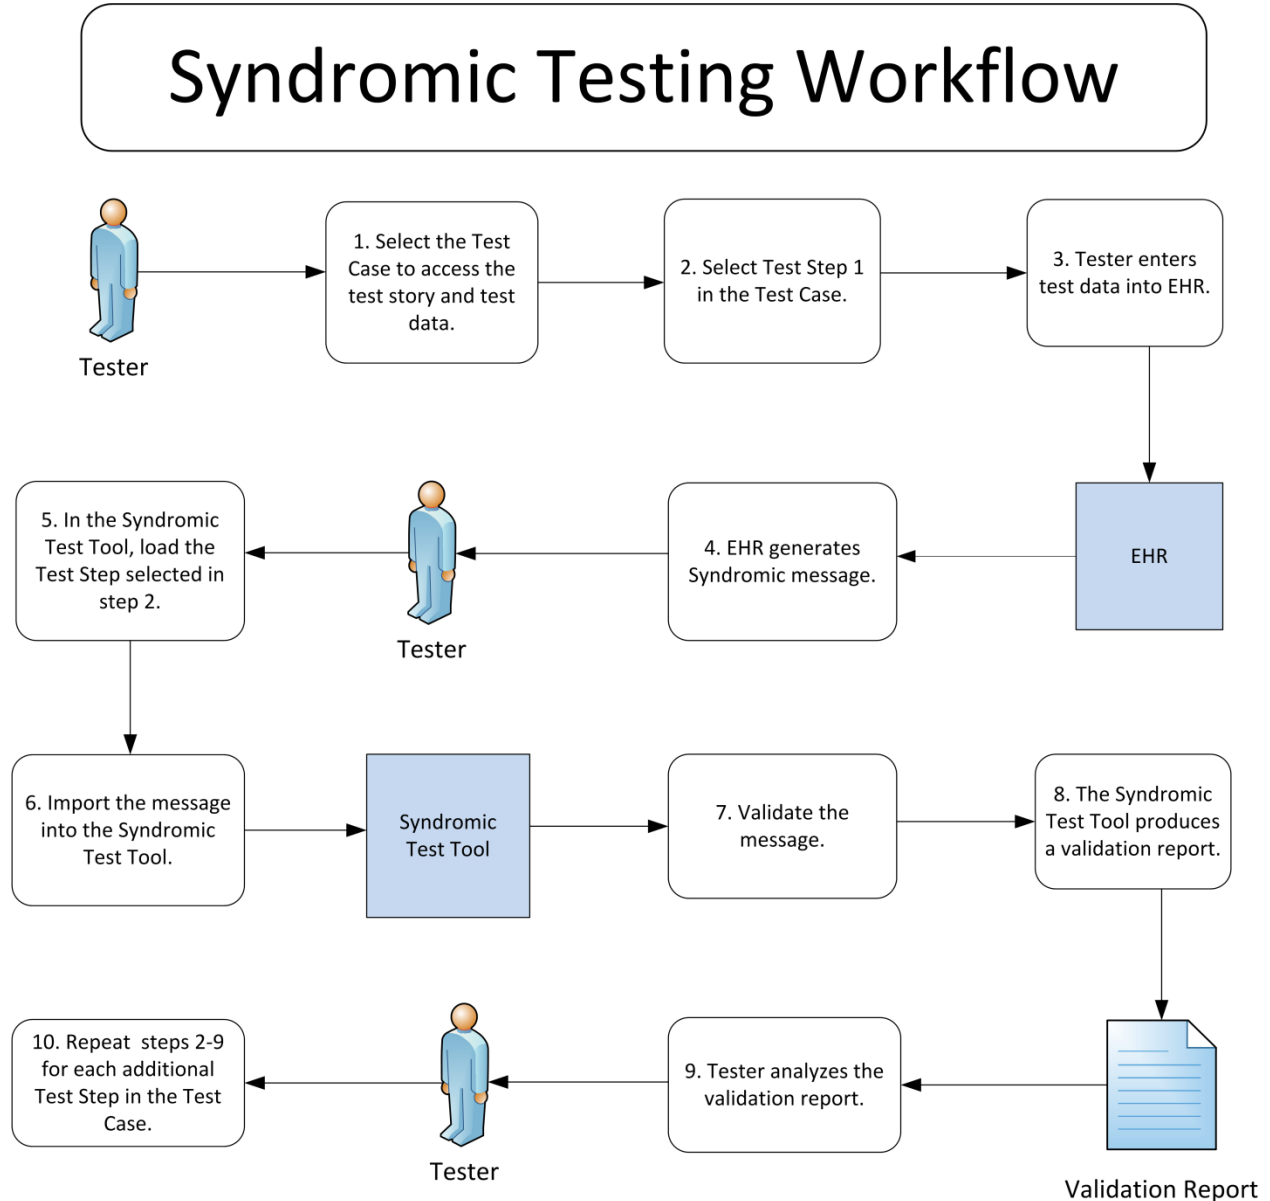 Syndromic Testing Workflow
Tester
1. Select the Test
Case to access the
test story and test
data.
2. Select Test Step 1
in the Test Case.
3. Tester enters
test data into EHR.
EHR
4. EHR generates
Syndromic message.
Tester
5. In the Syndromic
Test Tool, load the
Test Step selected in
step 2.
6. Import the message
into the Syndromic
Test Tool.
Syndromic
Test Tool
7. Validate the
message.
8. The Syndromic
Test Tool produces
a validation report.
Validation Report
9. Tester analyzes the
validation report.
Tester
10. Repeat  steps 2-9
for each additional
Test Step in the Test
Case.